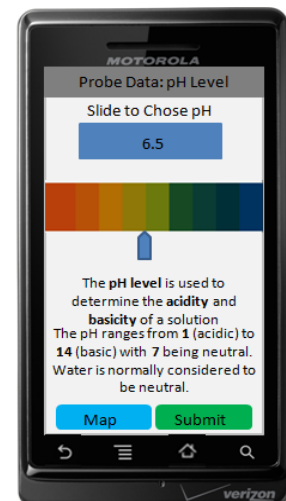 MOTOROLA
Probe Data: pH Level
Slide to Chose pH
6.5
The pH level is used to
determine the acidity and
basicity of a solution
The pH ranges from 1 (acidic) to
14 (basic) with 7 being neutral.
Water is normally considered to
be neutral.
Map Submit
verizon